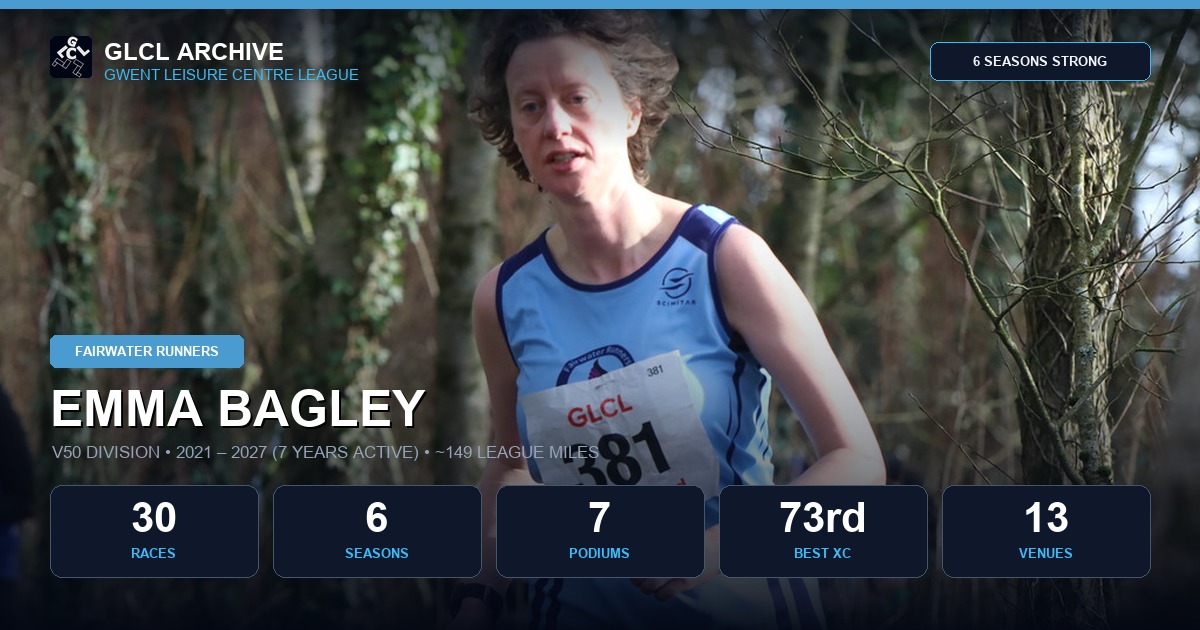 GLCL ARCHIVE
GWENT LEISURE CENTRE LEAGUE
6 SEASONS STRONG
SCIMITAR
Fairwater Runners
381
GLCL
381
FAIRWATER RUNNERS
EMMA BAGLEY
V50 DIVISION • 2021 – 2027 (7 YEARS ACTIVE) • ~149 LEAGUE MILES
30
RACES
6
SEASONS
7
PODIUMS
73rd
BEST XC
13
VENUES